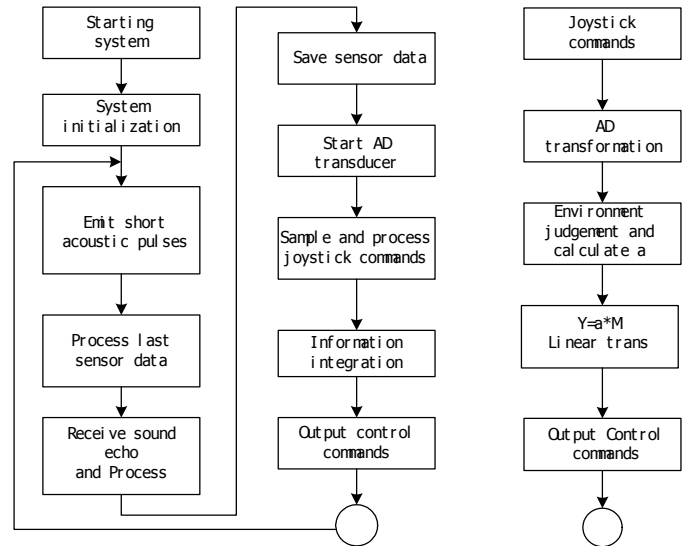 Starting
system
System
initialization
Emit short
acoustic pulses
Process last
sensor data
Receive sound
echo
and Process
Save sensor data
Start AD
transducer
Sample and process
joystick commands
Information
integration
Output control
commands
Joystick
commands
AD
transformation
Environment
judgement and
calculate a
Y=a*M
Linear trans
Output Control
commands